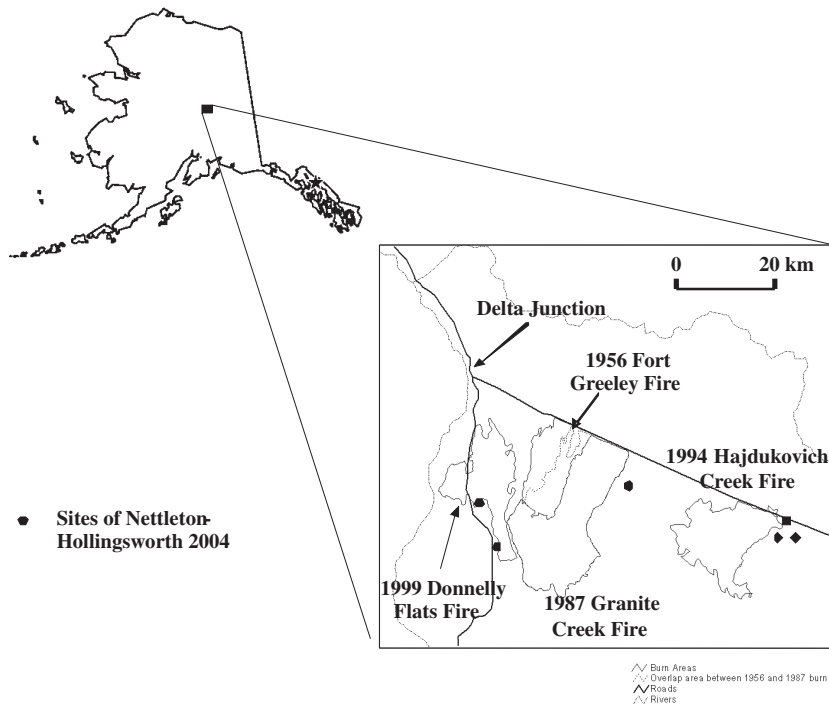 0 20 km
Delta Junction
1956 Fort
Greeley Fire
1994 Hajdukovich
Creek Fire
Sites of Nettleton-
Hollingsworth 2004
1999 Donnelly
Flats Fire
1987 Granite
Creek Fire
Burn Areas
Overlap area between 1956 and 1987 burn
Roads
Rivers